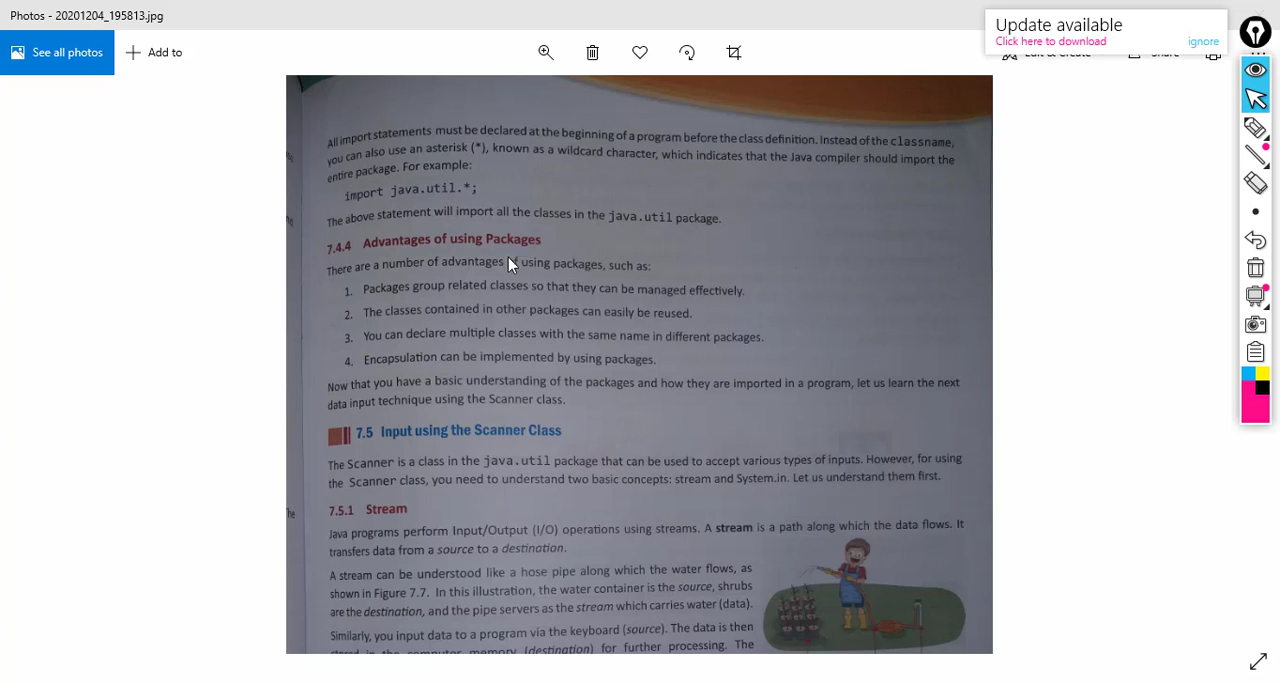 Photos - 20201204_195813.jpg
Update available
Click here to download
ignore
See all photos
Add to
All import statements must be declared at the beginning of a program before the class definition. Instead of the classname,
you can also use an asterisk (*), known as a wildcard character, which indicates that the Java compiler should import the
entire package. For example:
import java.util.*;
The above statement will import all the classes in the java.util package.
7.4.4 Advantages of using Packages
There are a number of advantages of using packages, such as:
1. Packages group related classes so that they can be managed effectively.
2. The classes contained in other packages can easily be reused.
3. You can declare multiple classes with the same name in different packages.
4. Encapsulation can be implemented by using packages.
Now that you have a basic understanding of the packages and how they are imported in a program, let us learn the next
data input technique using the Scanner class.
7.5 Input using the Scanner Class
The Scanner is a class in the java.util package that can be used to accept various types of inputs. However, for using
the Scanner class, you need to understand two basic concepts: stream and System.in. Let us understand them first.
7.5.1 Stream
The
Java programs perform Input/Output (I/O) operations using streams. A stream is a path along which the data flows. It
transfers data from a source to a destination.
A stream can be understood like a hose pipe along which the water flows, as
shown in Figure 7.7. In this illustration, the water container is the source, shrubs
are the destination, and the pipe servers as the stream which carries water (data).
Similarly, you input data to a program via the keyboard (source). The data is then
stored in the computer memory (destination) for further processing. The